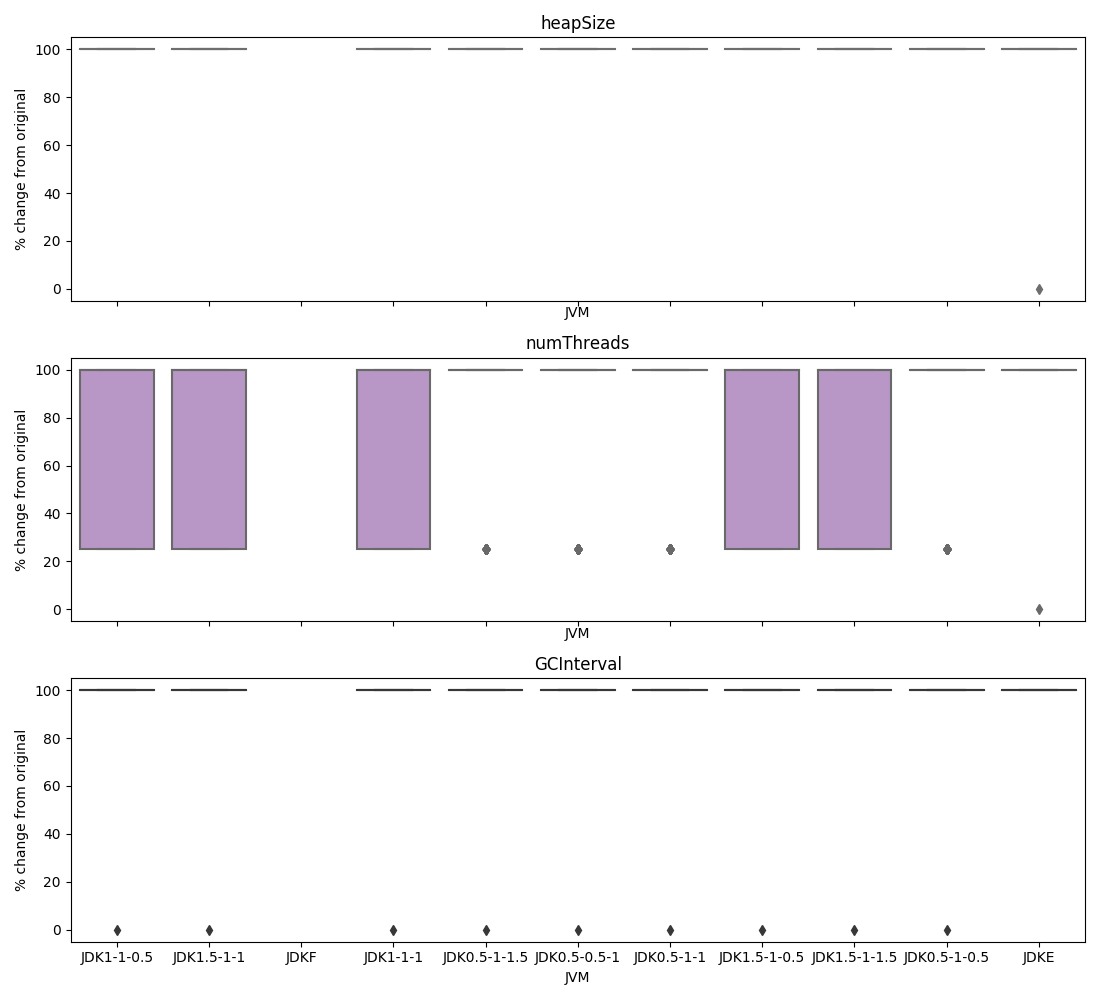 heapSize
% change from original
100
80
60
40
20
0
JVM
numThreads
% change from original
100
80
60
40
20
0
JVM
GCInterval
% change from original
100
80
60
40
20
0
JDK1-1-0.5 JDK1.5-1-1 JDKF JDK1-1-1 JDK0.5-1-1.5 JDK0.5-0.5-1 JDK0.5-1-1 JDK1.5-1-0.5 JDK1.5-1-1.5 JDK0.5-1-0.5 JDKE
JVM